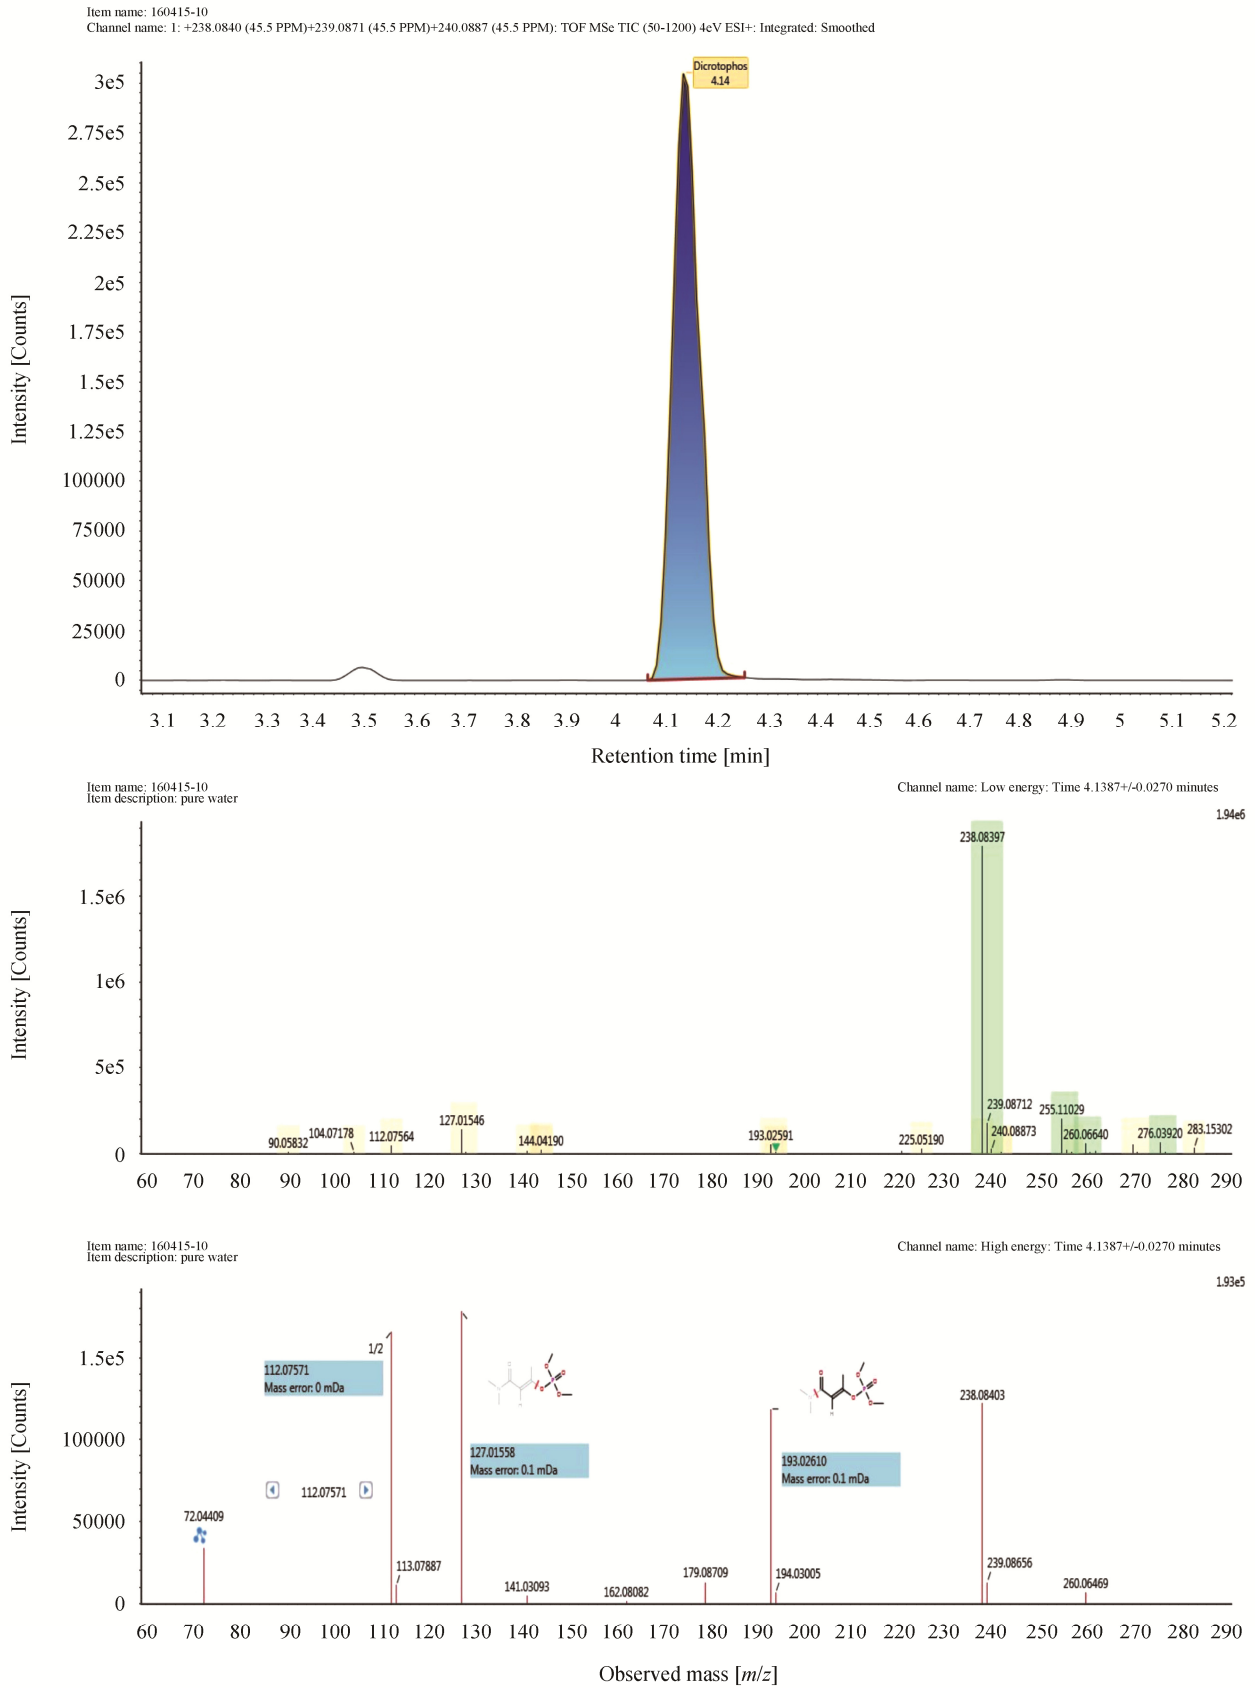 Item name: 160415-10
Channel name: 1: +238.0840 (45.5 PPM)+239.0871 (45.5 PPM)+240.0887 (45.5 PPM): TOF MSe TIC (50-1200) 4eV ESI+: Integrated: Smoothed
Dicrotophos
4.14
3e5
2.75e5
2.5e5
2.25e5
2e5
1.75e5
1.5e5
1.25e5
100000
75000
50000
25000
0
Intensity [Counts]
3.1 3.2 3.3 3.4 3.5 3.6 3.7 3.8 3.9 4 4.1 4.2 4.3 4.4 4.5 4.6 4.7 4.8 4.9 5 5.1 5.2
Retention time [min]
Item name: 160415-10
Item description: pure water
Channel name: Low energy: Time 4.1387+/-0.0270 minutes
1.94e6
1.5e6
1e6
5e5
0
Intensity [Counts]
238.08397
239.08712
240.08873
255.11029
260.06640
276.03920
283.15302
225.05190
193.02591
144.04190
127.01546
112.07564
104.07178
90.05832
60 70 80 90 100 110 120 130 140 150 160 170 180 190 200 210 220 230 240 250 260 270 280 290
Item name: 160415-10
Item description: pure water
Channel name: High energy: Time 4.1387+/-0.0270 minutes
1.93e5
1.5e5
100000
50000
0
Intensity [Counts]
1/2
112.07571
Mass error: 0 mDa
112.07571
127.01558
Mass error: 0.1 mDa
193.02610
Mass error: 0.1 mDa
238.08403
72.04409
113.07887
141.03093
162.08082
179.08709
194.03005
239.08656
260.06469
60 70 80 90 100 110 120 130 140 150 160 170 180 190 200 210 220 230 240 250 260 270 280 290
Observed mass [m/z]